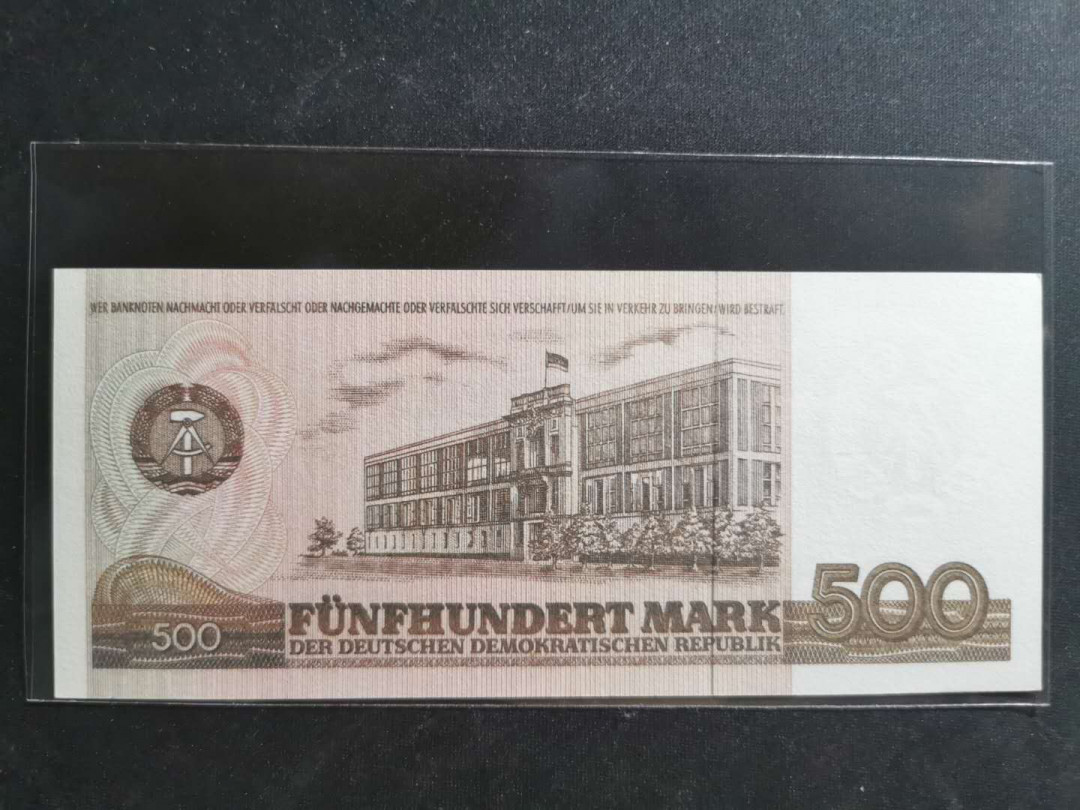 WER BANKNOTEN NACHMACHT ODER VERFÄLSCHT ODER NACHGEMACHTE ODER VERFÄLSCHTE SICH VERSCHAFFT/UM SIE IN VERKEHR ZU BRINGEN/WIRD BESTRAFT.
500
FÜNFHUNDERT MARK
DER DEUTSCHEN DEMOKRATISCHEN REPUBLIK
500